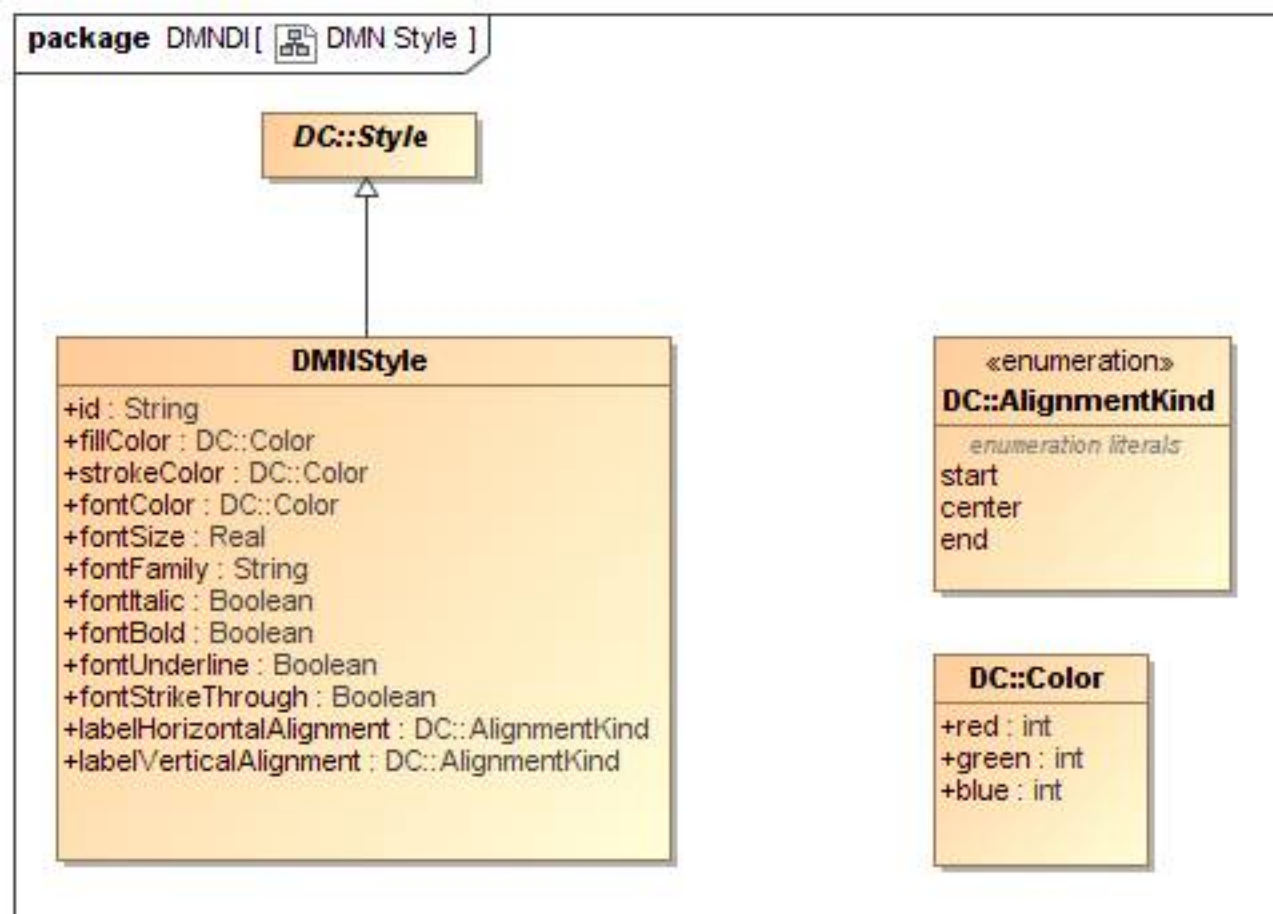 package DMNDI [ DMN Style ]
DC::Style
DMNStyle
+id : String
+fillColor : DC::Color
+strokeColor : DC::Color
+fontColor : DC::Color
+fontSize : Real
+fontFamily : String
+fontItalic : Boolean
+fontBold : Boolean
+fontUnderline : Boolean
+fontStrikeThrough : Boolean
+labelHorizontalAlignment : DC::AlignmentKind
+labelVerticalAlignment : DC::AlignmentKind
«enumeration»
DC::AlignmentKind
enumeration literals
start
center
end
DC::Color
+red : int
+green : int
+blue : int